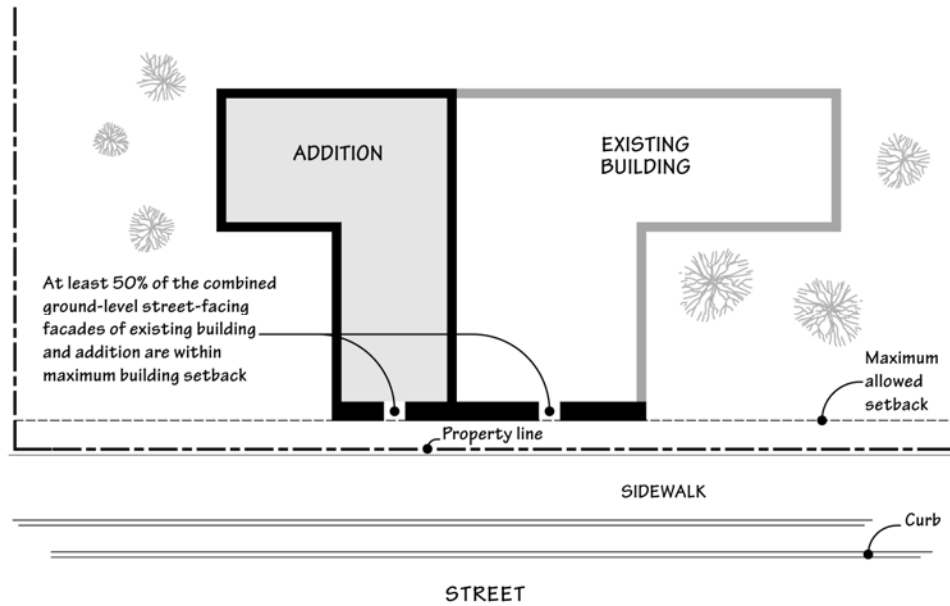 ADDITION
EXISTING
BUILDING
At least 50% of the combined
ground-level street-facing
facades of existing building
and addition are within
maximum building setback
Maximum
allowed
setback
Property line
SIDEWALK
Curb
STREET